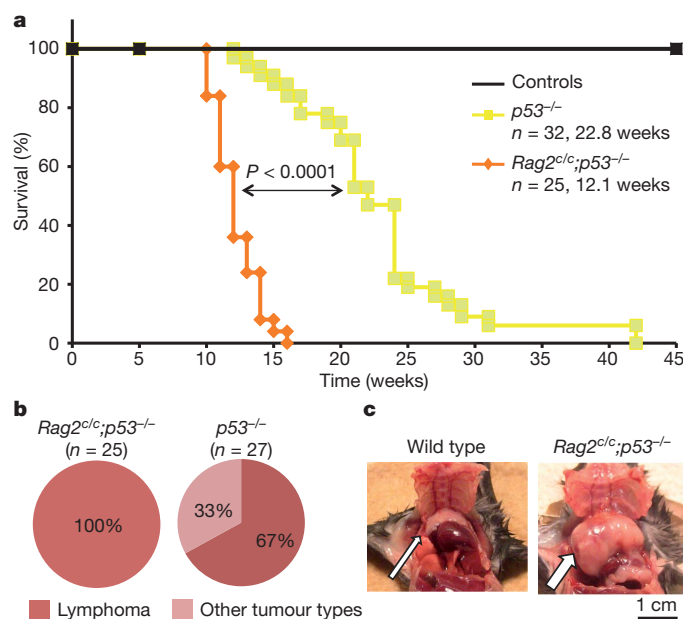 a
100
80
60
40
20
0
Survival (%)
0 5 10 15 20 25 30 35 40 45
Time (weeks)
P < 0.0001
Controls
p53–/–
n = 32, 22.8 weeks
Rag2c/c;p53–/–
n = 25, 12.1 weeks
b
Rag2c/c;p53–/–
(n = 25)
100%
p53–/–
(n = 27)
33%
67%
Lymphoma
Other tumour types
c
Wild type
Rag2c/c;p53–/–
1 cm